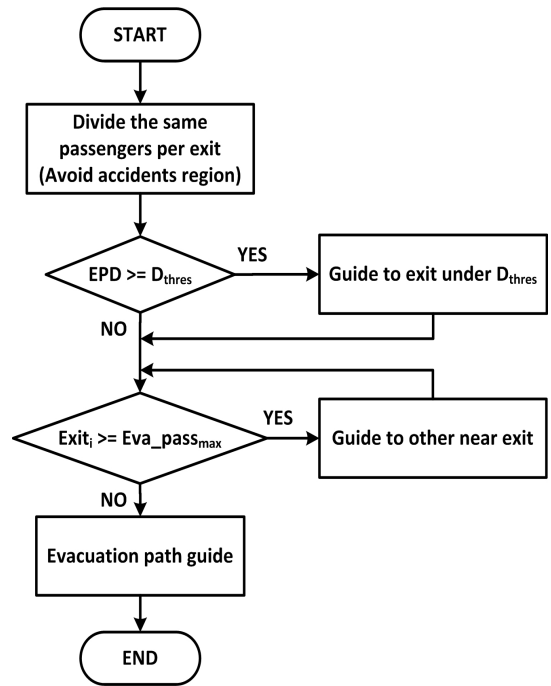 START
Divide the same
passengers per exit
(Avoid accidents region)
EPD >= Dthres
YES
Guide to exit under Dthres
NO
Exiti >= Eva_passmax
YES
Guide to other near exit
NO
Evacuation path guide
END